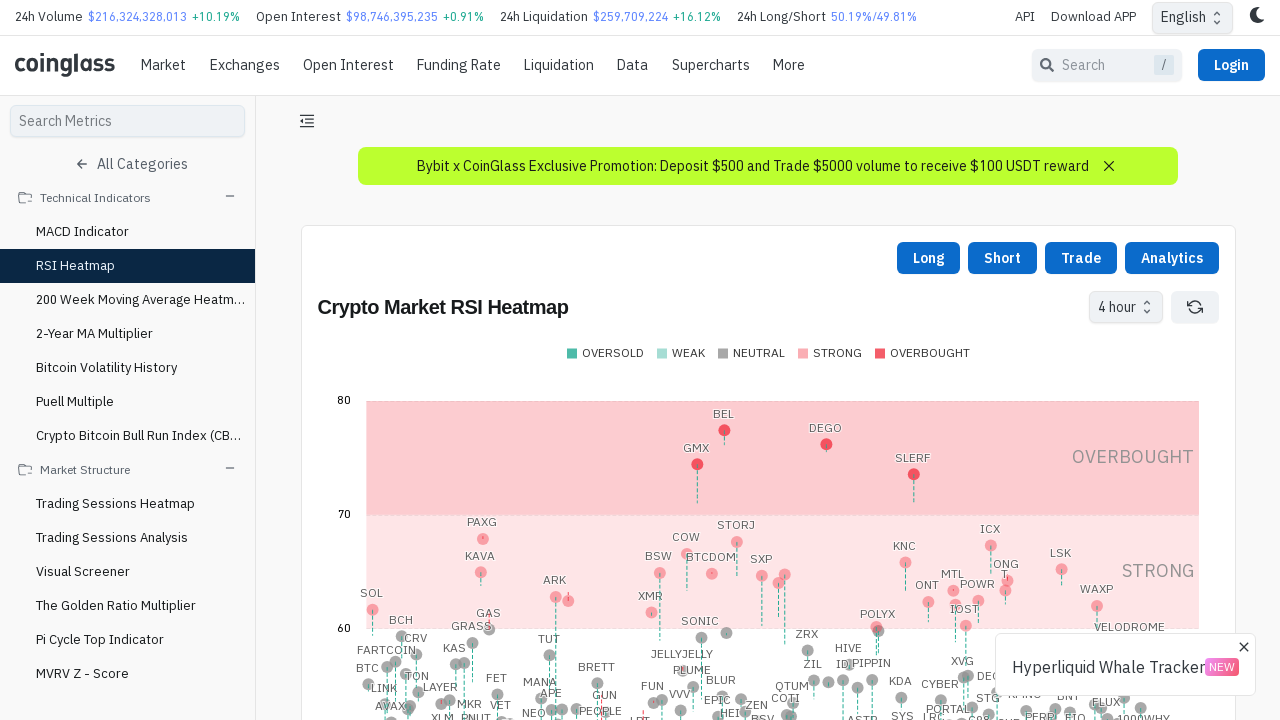 24h Volume $216,324,328,013 +10.19% Open Interest $98,746,395,235 +0.91% 24h Liquidation $259,709,224 +16.12% 24h Long/Short 50.19%/49.81% API Download APP English
coinglass Market Exchanges Open Interest Funding Rate Liquidation Data Supercharts More Search / Login
Search Metrics
All Categories
Technical Indicators
MACD Indicator
RSI Heatmap
200 Week Moving Average Heatm...
2-Year MA Multiplier
Bitcoin Volatility History
Puell Multiple
Crypto Bitcoin Bull Run Index (CB...
Market Structure
Trading Sessions Heatmap
Trading Sessions Analysis
Visual Screener
The Golden Ratio Multiplier
Pi Cycle Top Indicator
MVRV Z - Score
Bybit x CoinGlass Exclusive Promotion: Deposit $500 and Trade $5000 volume to receive $100 USDT reward
Long Short Trade Analytics
Crypto Market RSI Heatmap 4 hour
OVERSOLD WEAK NEUTRAL STRONG OVERBOUGHT
80
BEL
DEGO
GMX
SLERF
OVERBOUGHT
70
PAXG
STORJ
ICX
COW
KNC
KAVA
BSW
BTCDOM
SXP
LSK
ONG
STRONG
ARK
MTL
ONT
POWR
WAXP
SOL
XMR
IOST
GAS
POLYX
60
BCH
GRASS
SONIC
VELODROME
CRV
TUT
ZRX
FARTCOIN
KAS
JELLYJELLY
HIVE
BTC
BRETT
PLUME
ZIL
PIPPIN
XVG
TON
FET
LINK
LAYER
MANA
FUN
VVV
BLUR
QTUM
KDA
CYBER
AVAX
MKR
VET
APE
GUN
EPIC
COTI
STG
FLUX
XLM
PNUT
NEO
PEOPLE
ZEN
BSV
SYS
PORTAL
PERP
1000WHY
Hyperliquid Whale Tracker NEW